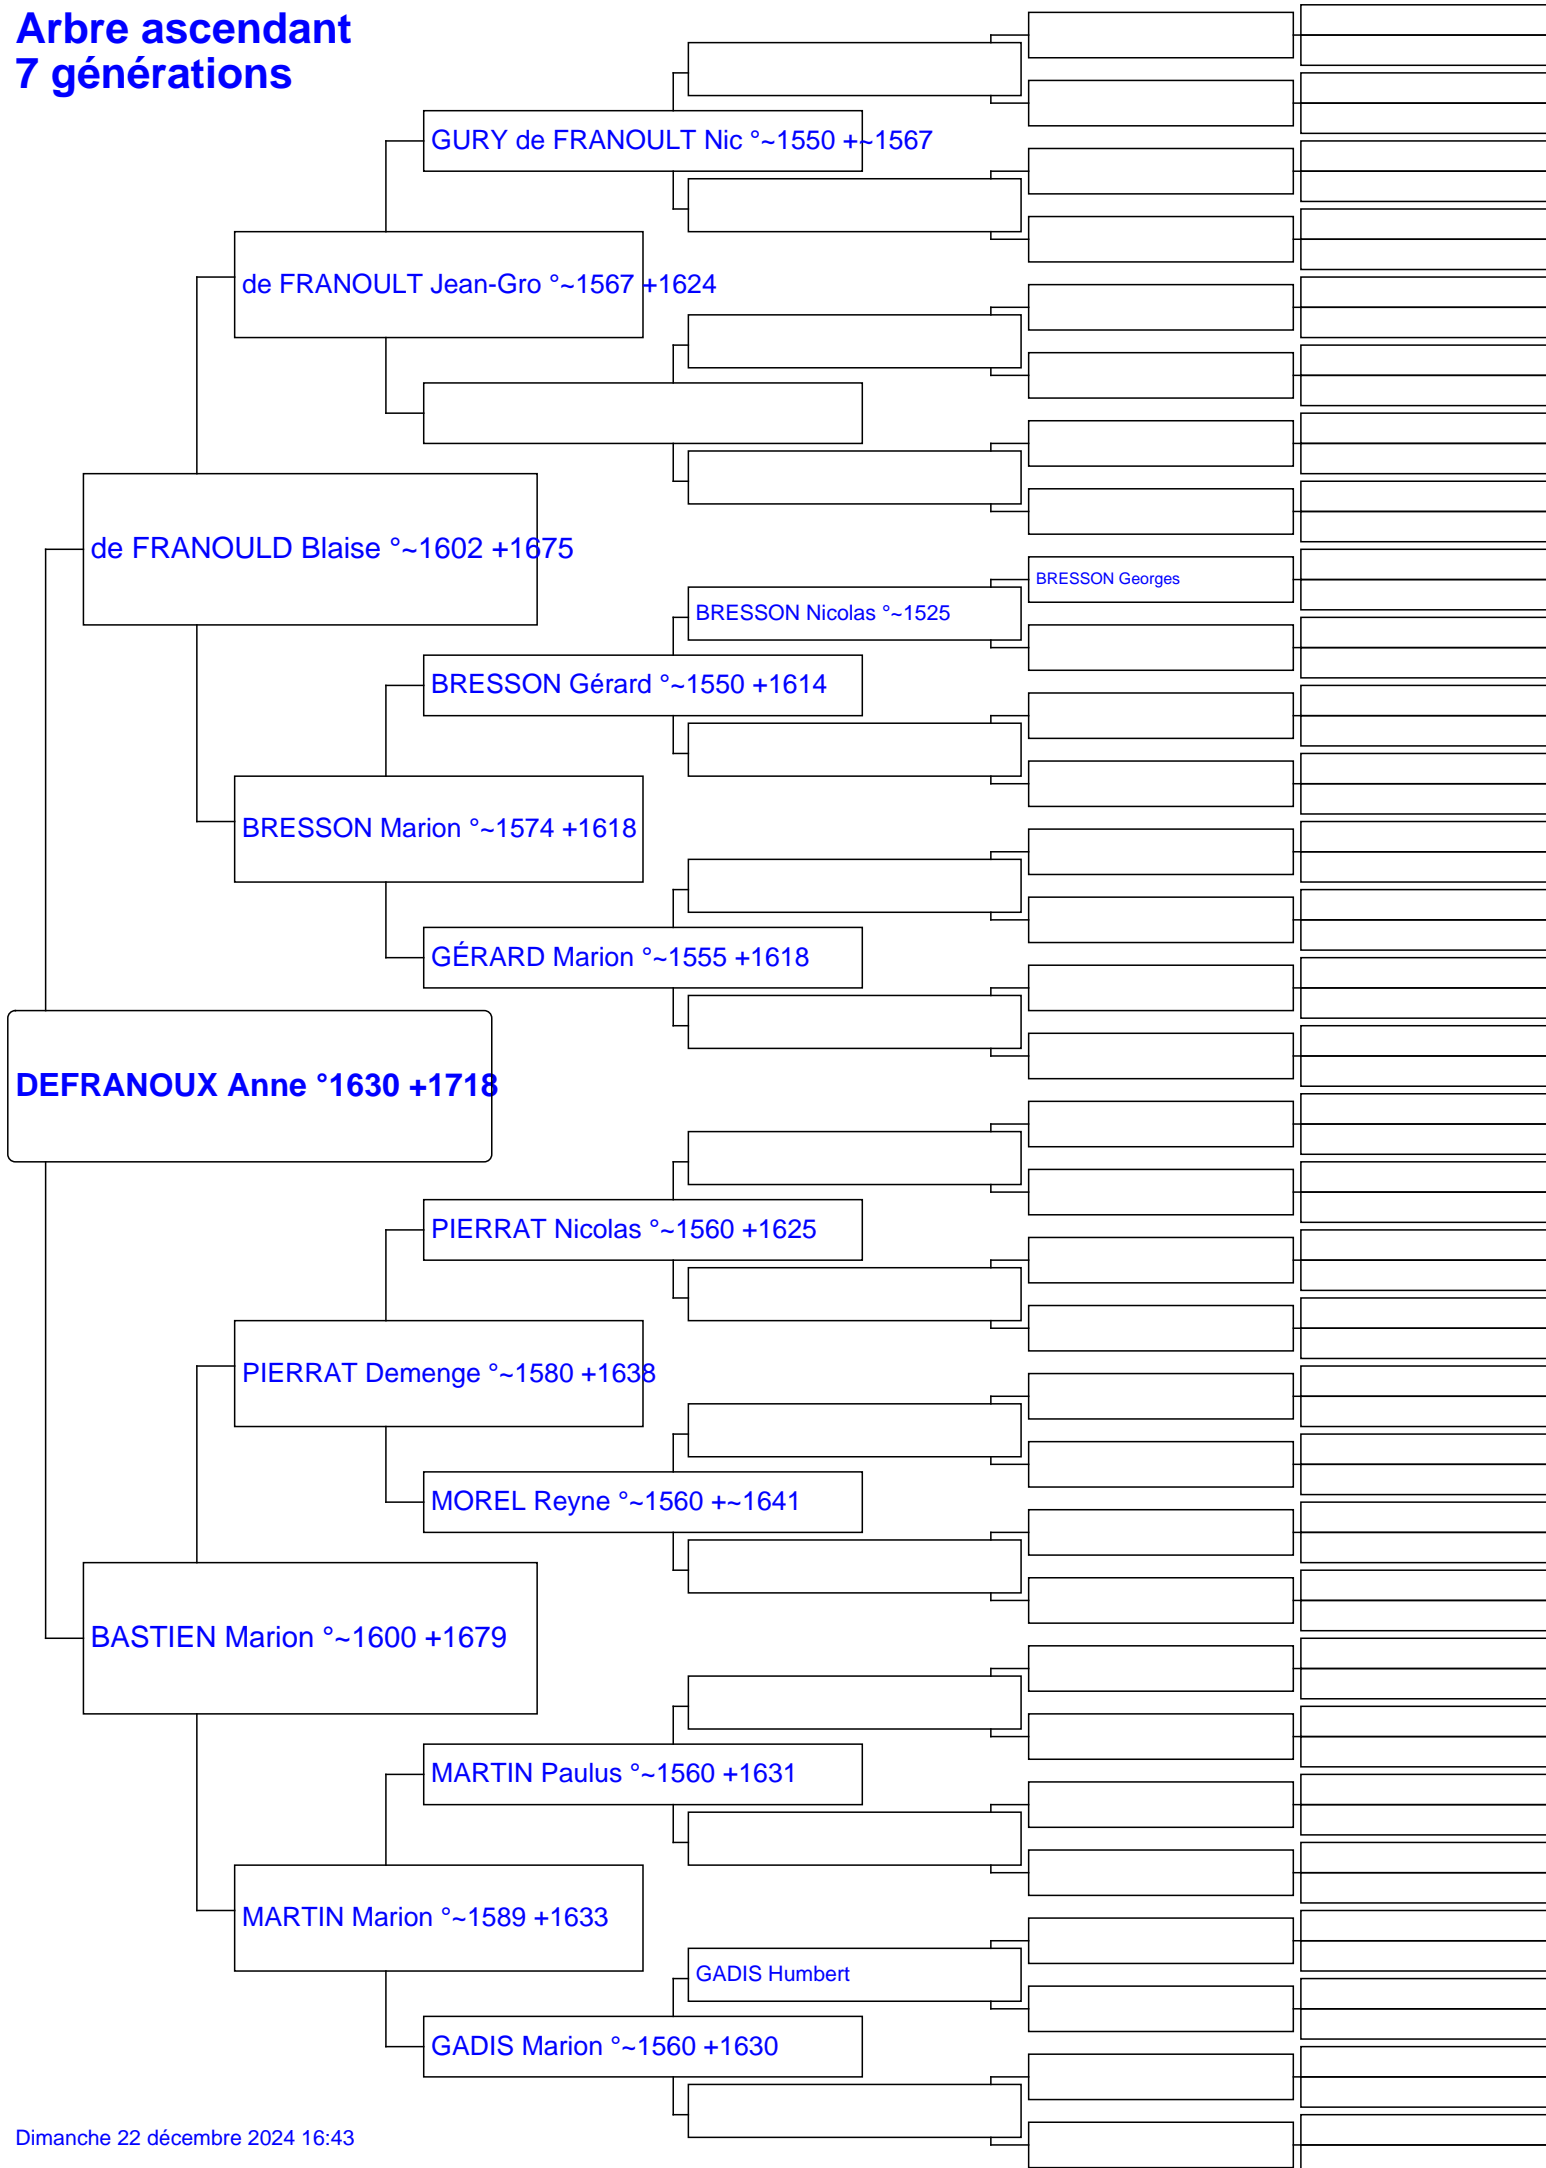 Arbre ascendant
7 générations
GURY de FRANOULT Nic °~1550 +~1567
de FRANOULT Jean-Gro °~1567 +1624
de FRANOULD Blaise °~1602 +1675
BRESSON Georges
BRESSON Nicolas °~1525
BRESSON Gérard °~1550 +1614
BRESSON Marion °~1574 +1618
GÉRARD Marion °~1555 +1618
DEFRANOUX Anne °1630 +1718
PIERRAT Nicolas °~1560 +1625
PIERRAT Demenge °~1580 +1638
MOREL Reyne °~1560 +~1641
BASTIEN Marion °~1600 +1679
MARTIN Paulus °~1560 +1631
MARTIN Marion °~1589 +1633
GADIS Humbert
GADIS Marion °~1560 +1630
Dimanche 22 décembre 2024 16:43